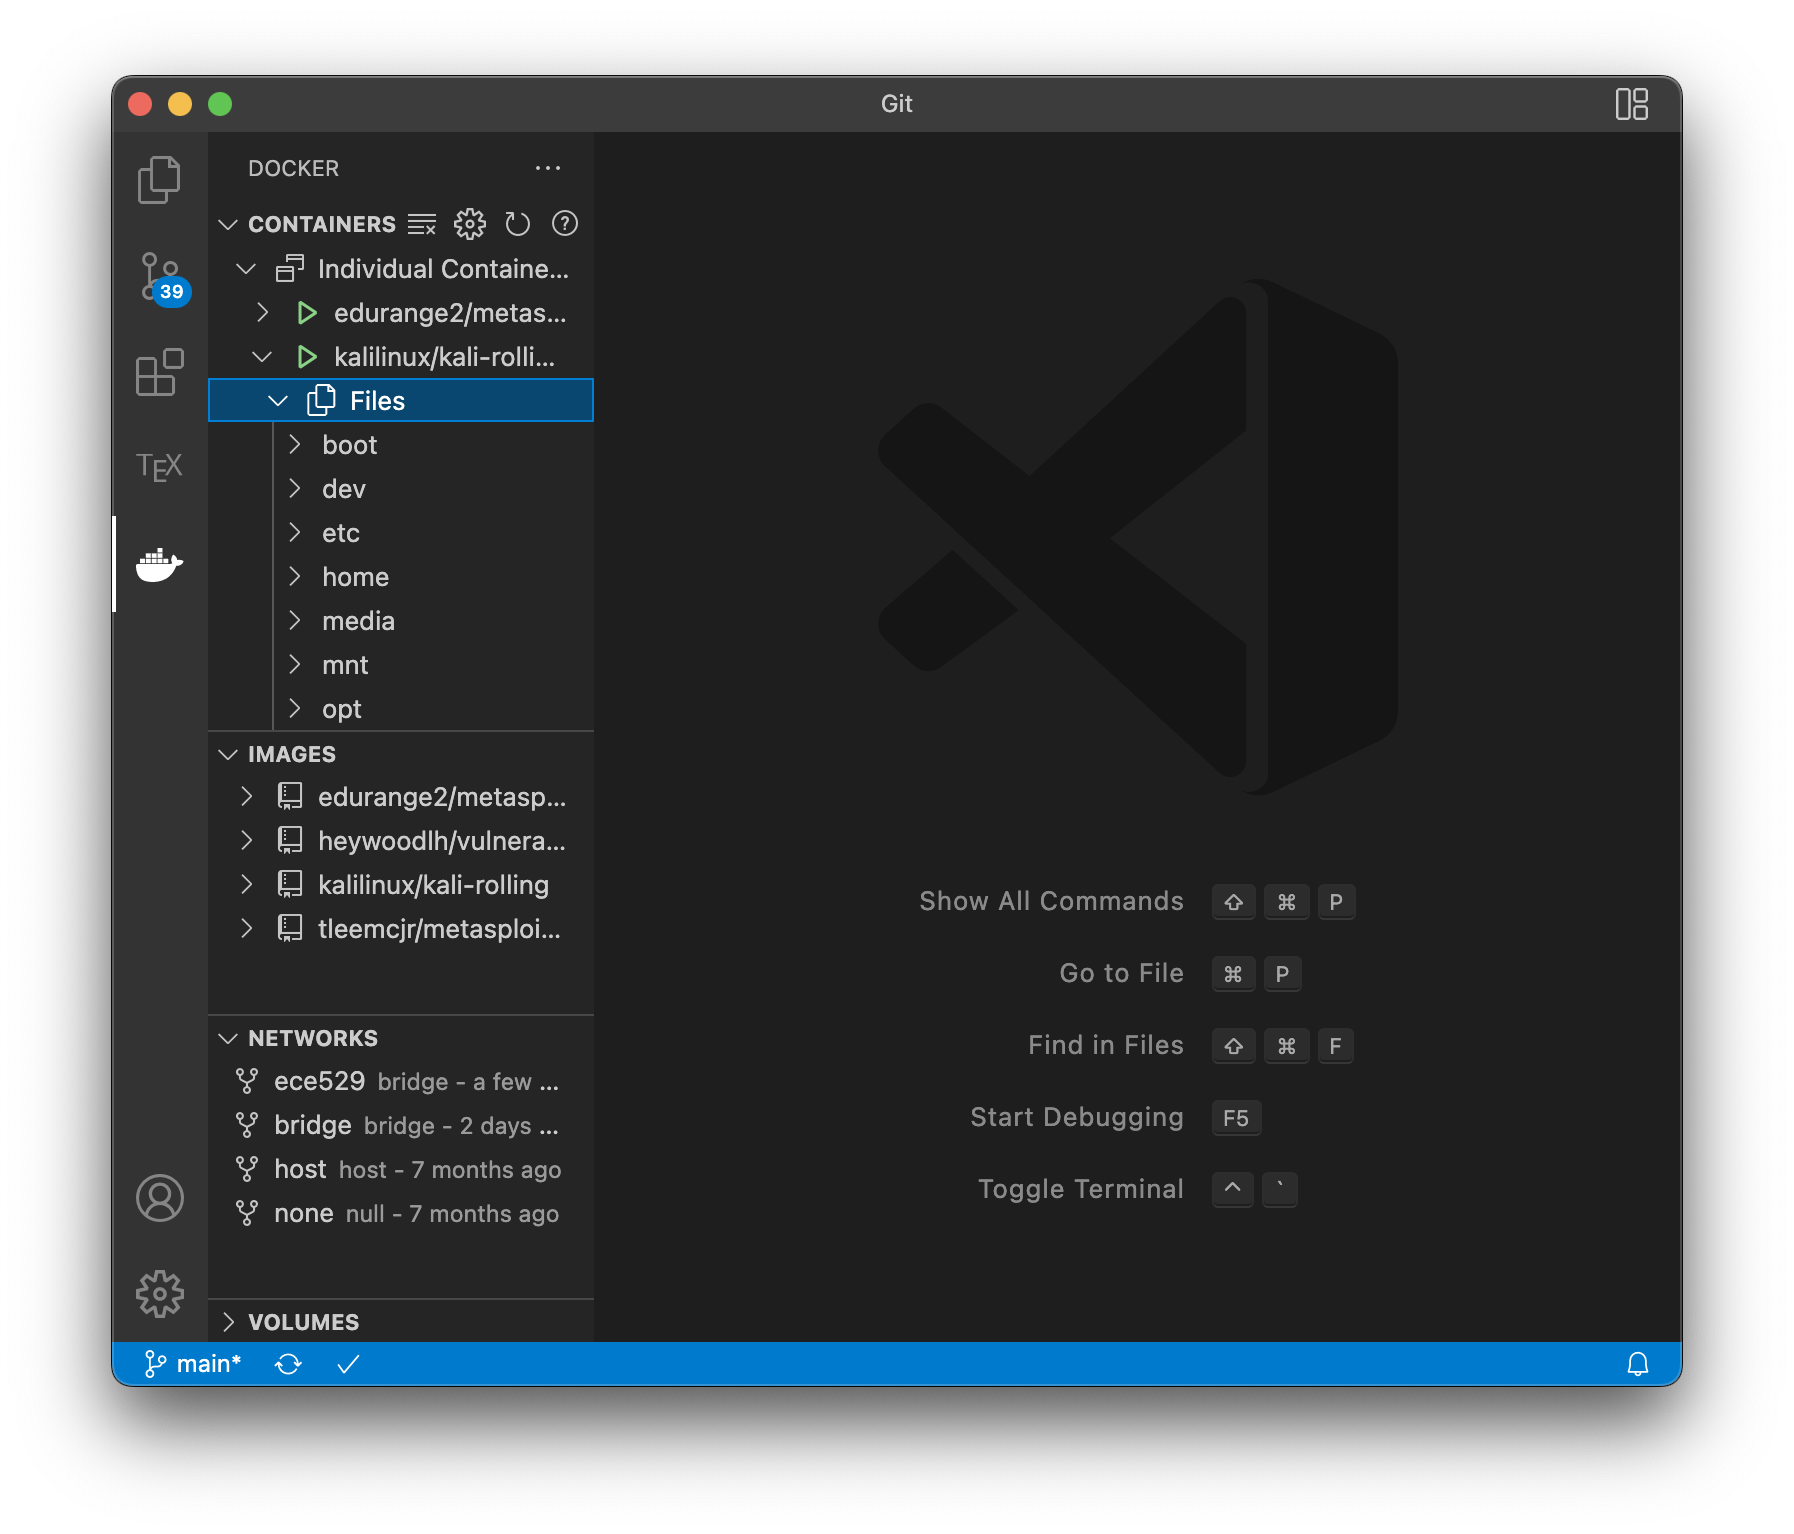 Git
DOCKER
CONTAINERS
Individual Containe...
edurange2/metas...
kalilinux/kali-rolli...
Files
boot
dev
etc
home
media
mnt
opt
IMAGES
edurange2/metasp...
heywoodlh/vulnera...
kalilinux/kali-rolling
tleemcjr/metasploi...
NETWORKS
ece529 bridge - a few ...
bridge bridge - 2 days ...
host host - 7 months ago
none null - 7 months ago
VOLUMES
39
TEX
Show All Commands ⇧ ⌘ P
Go to File ⌘ P
Find in Files ⇧ ⌘ F
Start Debugging F5
Toggle Terminal ^ `
main*